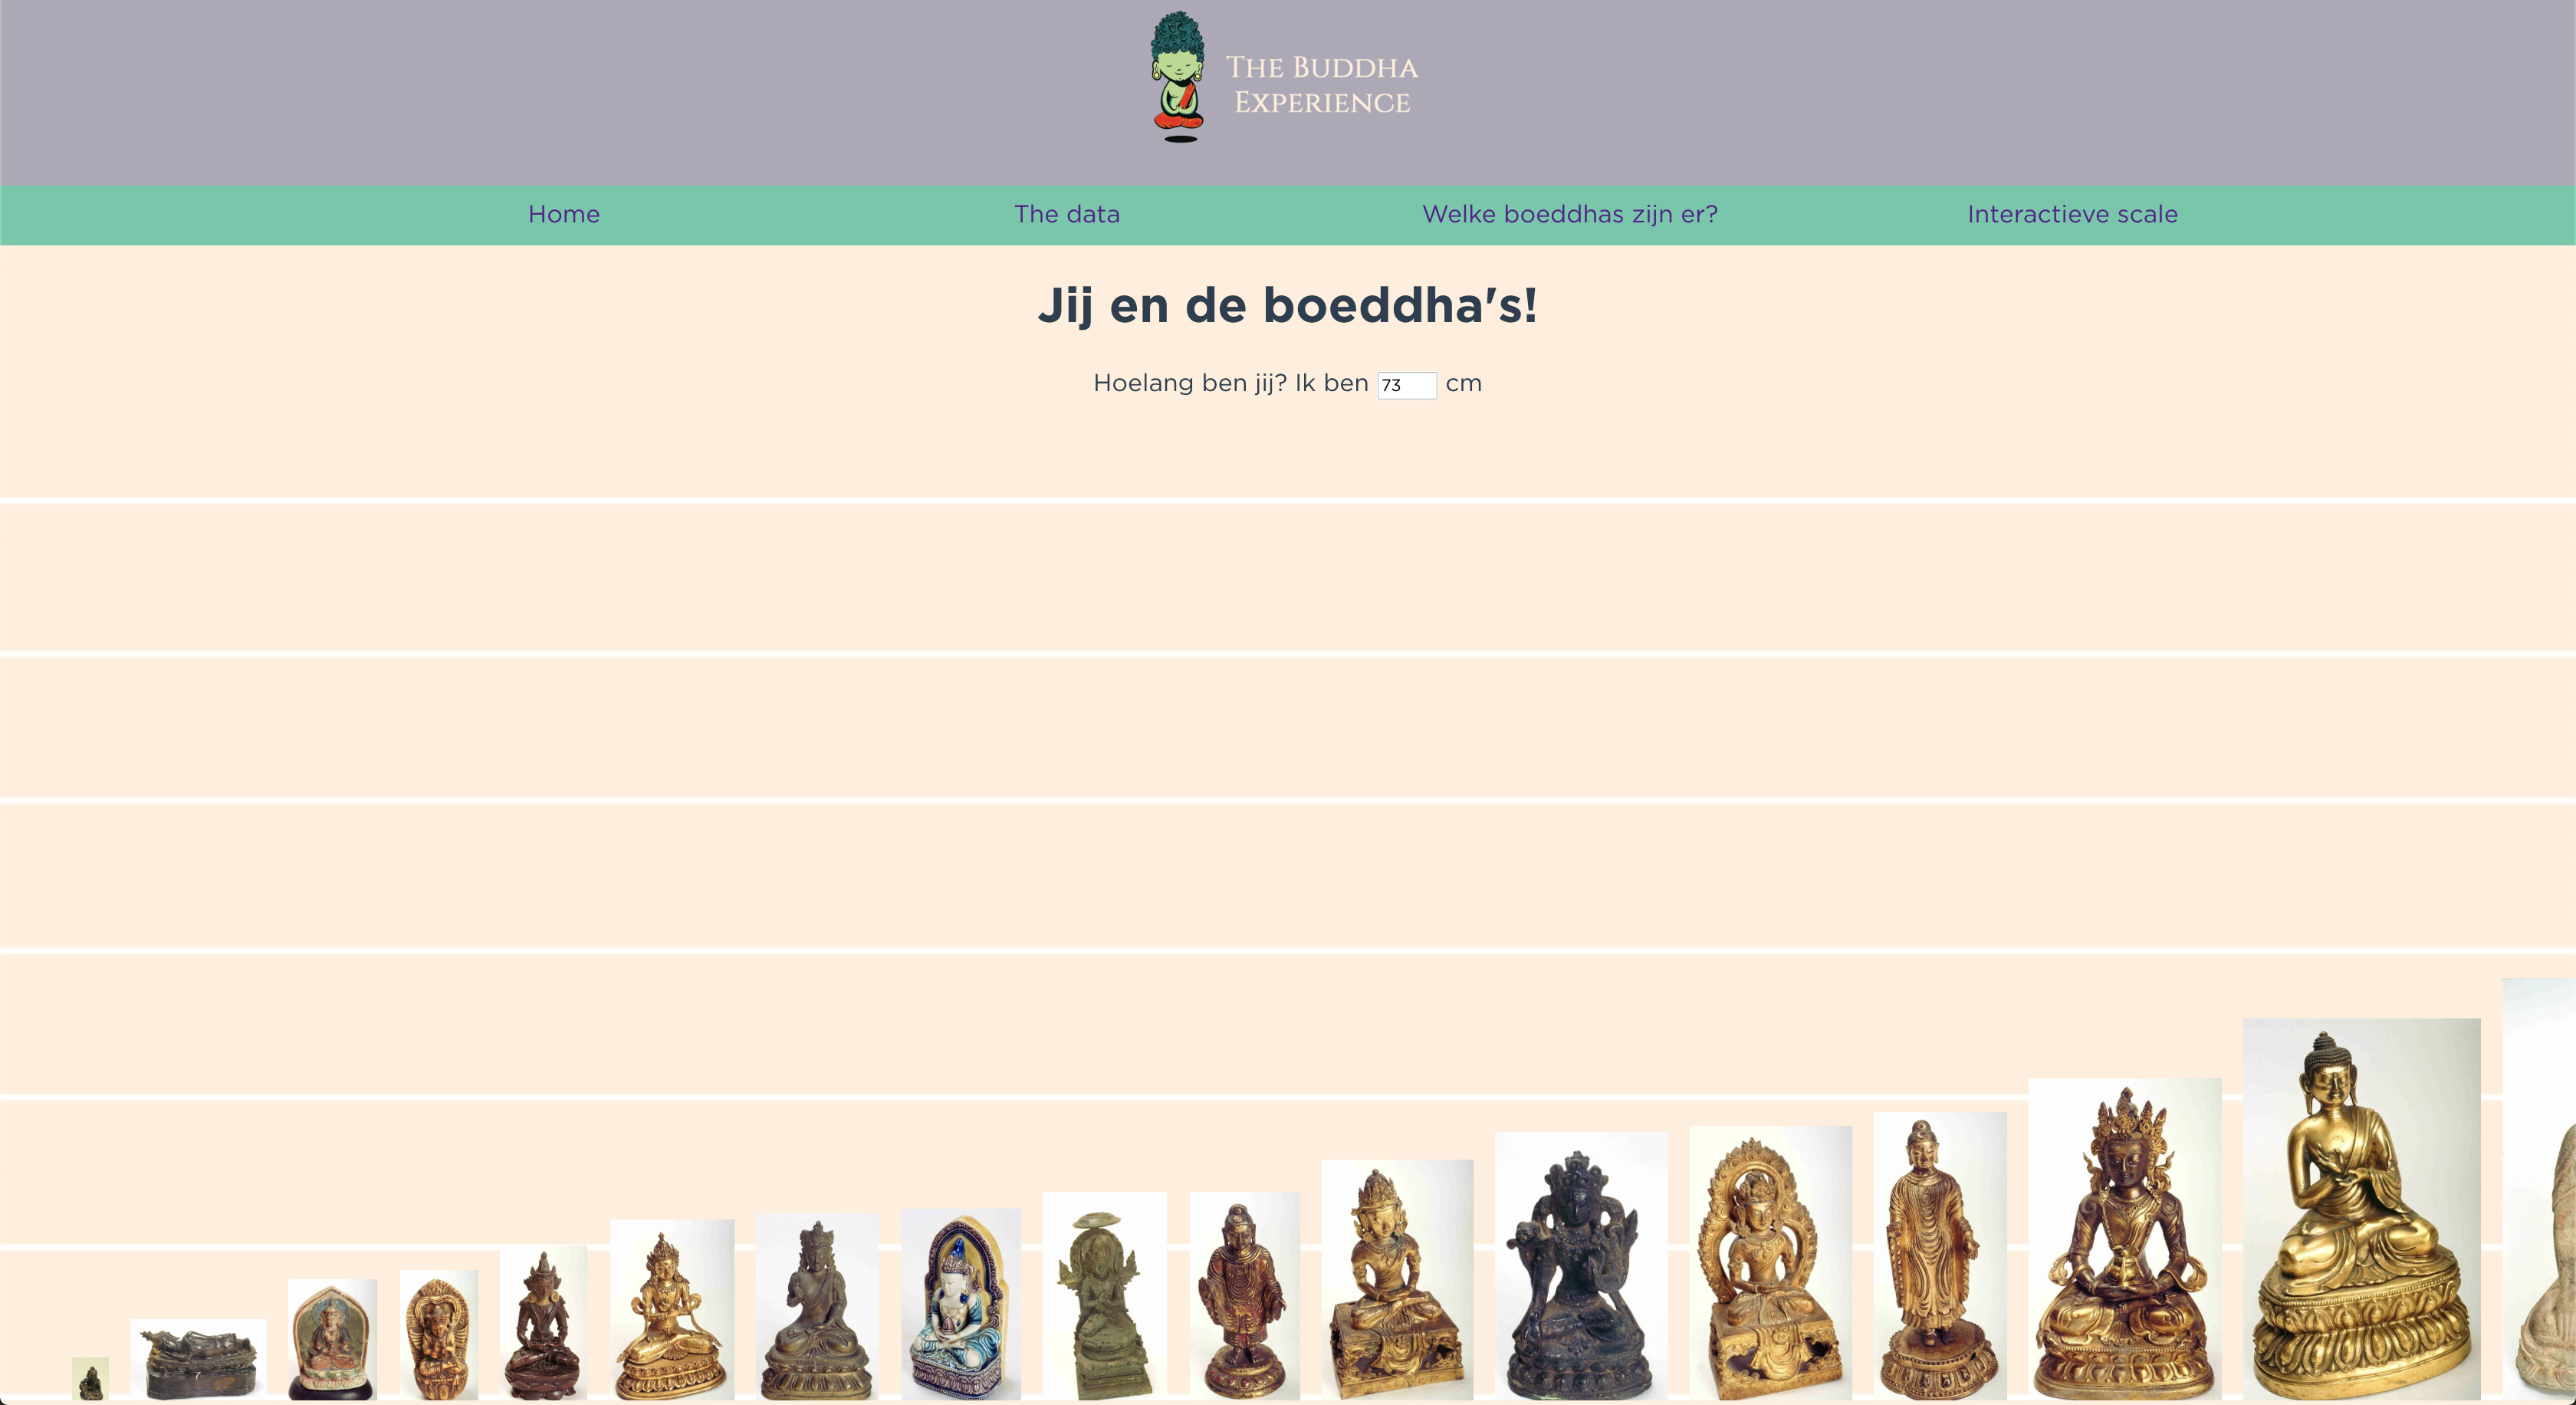 The Buddha
Experience
Home
The data
Welke boeddhas zijn er?
Interactieve scale
Jij en de boeddha's!
Hoelang ben jij? Ik ben 73 cm